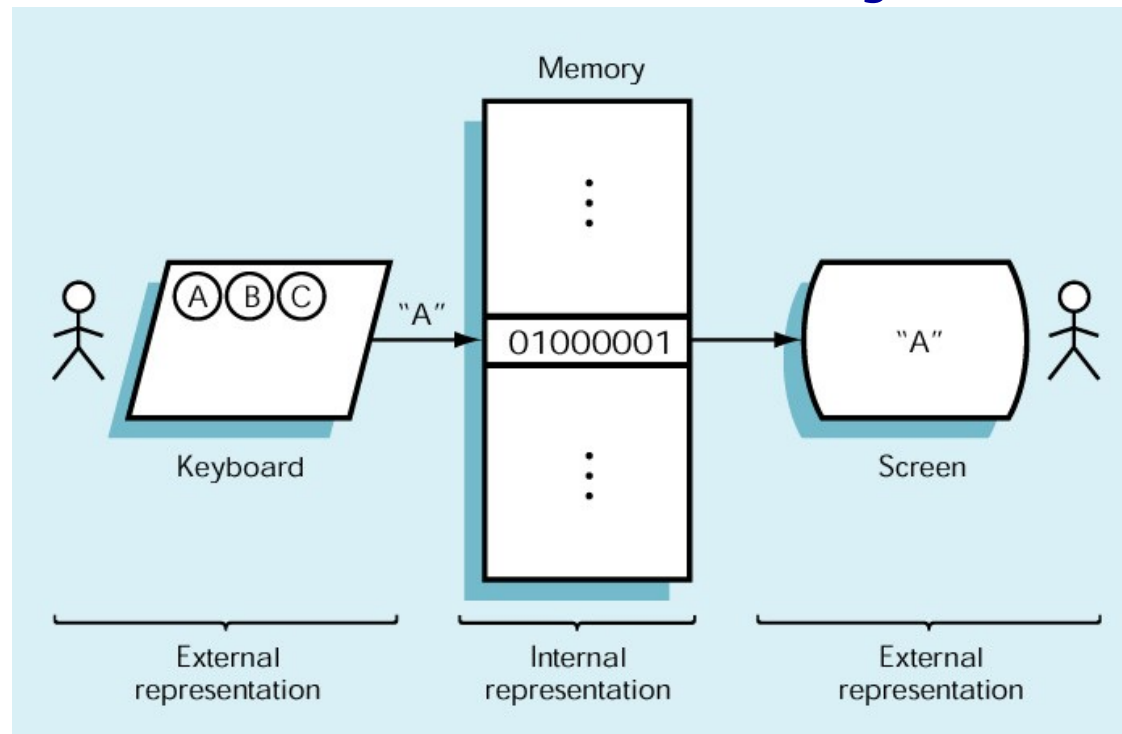 Memory
A B C
"A"
01000001
"A"
Keyboard
Screen
External
representation
Internal
representation
External
representation